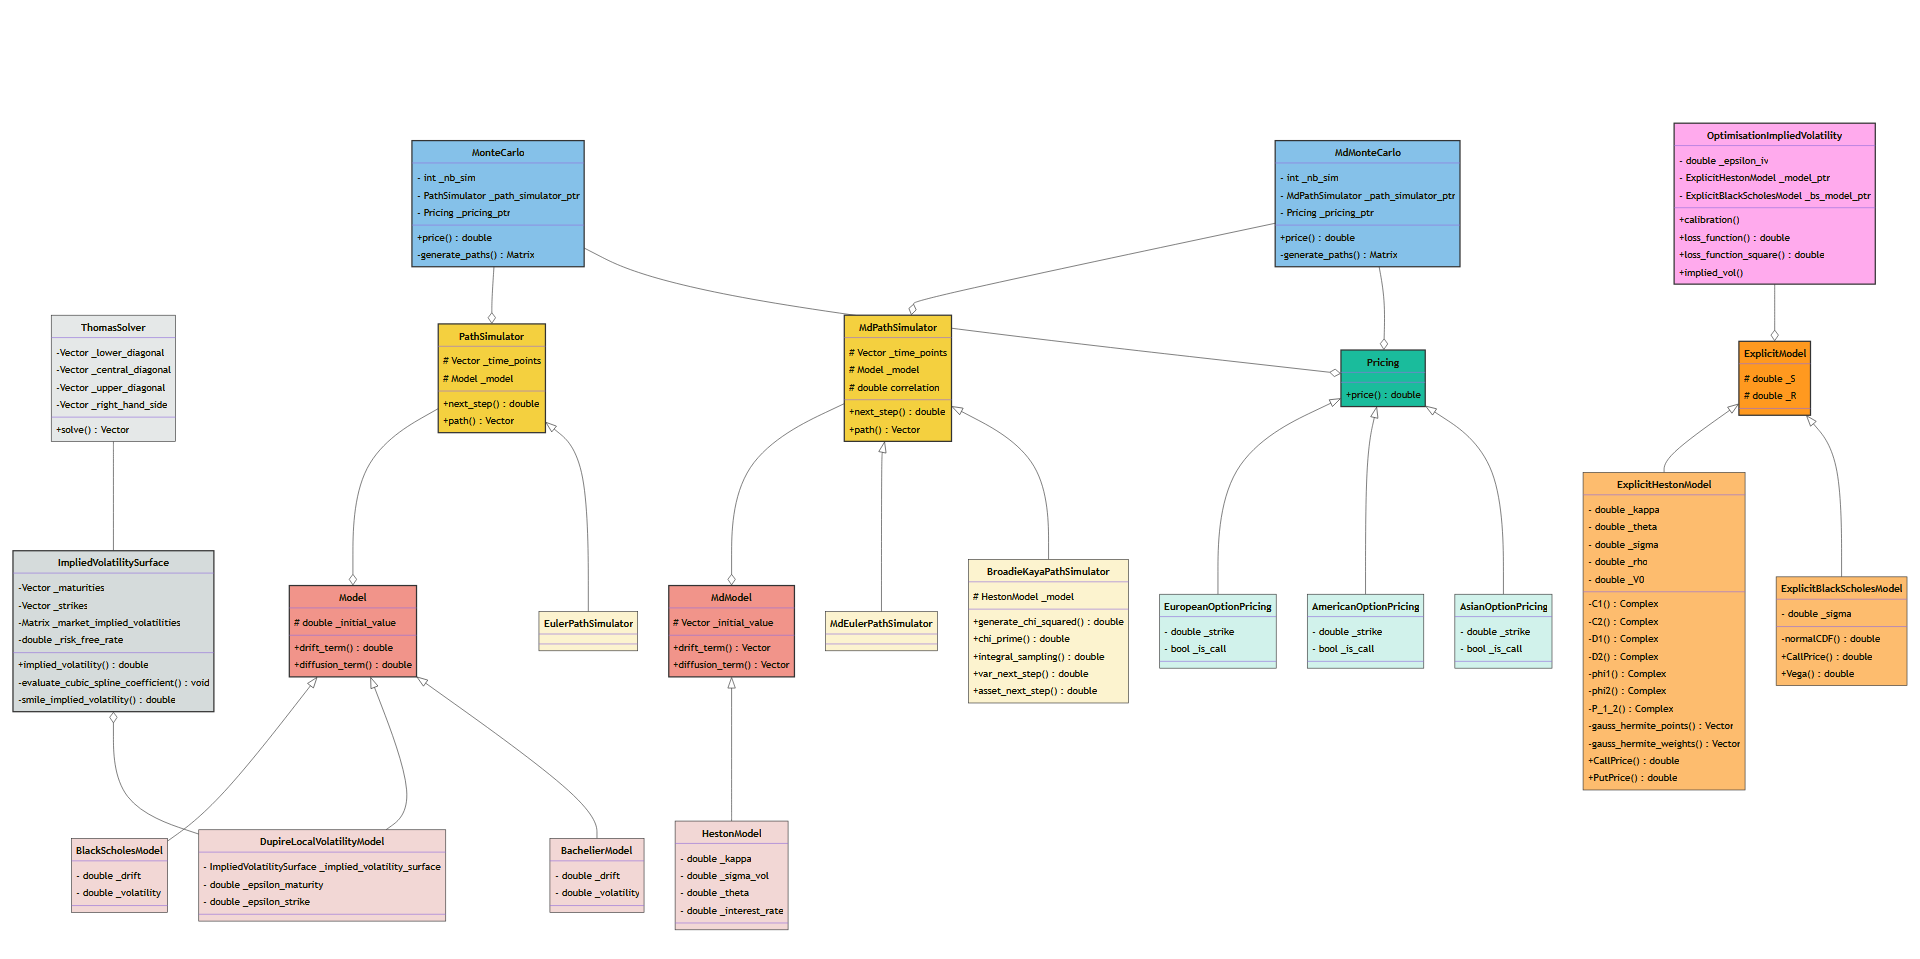 MonteCarlo
- int _nb_sim
- PathSimulator _path_simulator_ptr
- Pricing _pricing_ptr
+price() : double
-generate_paths() : Matrix
MdMonteCarlo
- int _nb_sim
- MdPathSimulator _path_simulator_ptr
- Pricing _pricing_ptr
+price() : double
-generate_paths() : Matrix
OptimisationImpliedVolatility
- double _epsilon_iv
- ExplicitHestonModel _model_ptr
- ExplicitBlackScholesModel _bs_model_ptr
+calibration()
+loss_function() : double
+loss_function_square() : double
+implied_vol()
ThomasSolver
-Vector _lower_diagonal
-Vector _central_diagonal
-Vector _upper_diagonal
-Vector _right_hand_side
+solve() : Vector
PathSimulator
# Vector _time_points
# Model _model
+next_step() : double
+path() : Vector
MdPathSimulator
# Vector _time_points
# Model _model
# double correlation
+next_step() : double
+path() : Vector
Pricing
+price() : double
ExplicitModel
# double _S
# double _R
ImpliedVolatilitySurface
-Vector _maturities
-Vector _strikes
-Matrix _market_implied_volatilities
-double _risk_free_rate
+implied_volatility() : double
-evaluate_cubic_spline_coefficient() : void
-smile_implied_volatility() : double
Model
# double _initial_value
+drift_term() : double
+diffusion_term() : double
EulerPathSimulator
MdModel
# Vector _initial_value
+drift_term() : Vector
+diffusion_term() : Vector
MdEulerPathSimulator
BroadieKayaPathSimulator
# HestonModel _model
+generate_chi_squared() : double
+chi_prime() : double
+integral_sampling() : double
+var_next_step() : double
+asset_next_step() : double
EuropeanOptionPricing
- double _strike
- bool _is_call
AmericanOptionPricing
- double _strike
- bool _is_call
AsianOptionPricing
- double _strike
- bool _is_call
ExplicitHestonModel
- double _kappa
- double _theta
- double _sigma
- double _rho
- double _V0
-C1() : Complex
-C2() : Complex
-D1() : Complex
-D2() : Complex
-phi1() : Complex
-phi2() : Complex
-P_1_2() : Complex
-gauss_hermite_points() : Vector
-gauss_hermite_weights() : Vector
+CallPrice() : double
+PutPrice() : double
ExplicitBlackScholesModel
- double _sigma
-normalCDF() : double
+CallPrice() : double
+Vega() : double
BlackScholesModel
- double _drift
- double _volatility
DupireLocalVolatilityModel
- ImpliedVolatilitySurface _implied_volatility_surface
- double _epsilon_maturity
- double _epsilon_strike
BachelierModel
- double _drift
- double _volatility
HestonModel
- double _kappa
- double _sigma_vol
- double _theta
- double _interest_rate